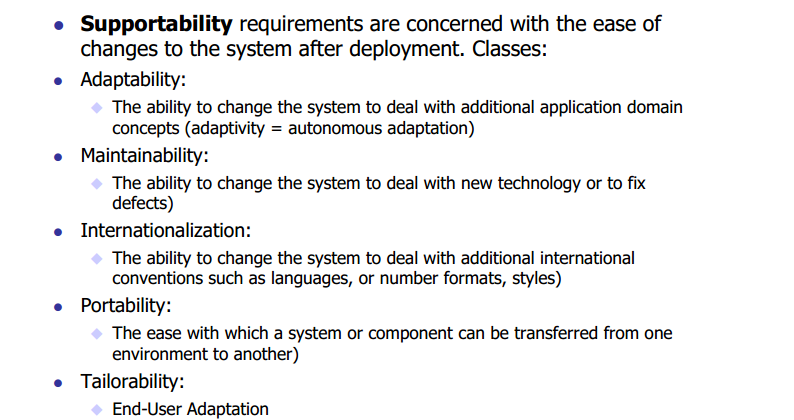 Supportability requirements are concerned with the ease of
changes to the system after deployment. Classes:
Adaptability:
The ability to change the system to deal with additional application domain
concepts (adaptivity = autonomous adaptation)
Maintainability:
The ability to change the system to deal with new technology or to fix
defects)
Internationalization:
The ability to change the system to deal with additional international
conventions such as languages, or number formats, styles)
Portability:
The ease with which a system or component can be transferred from one
environment to another)
Tailorability:
End-User Adaptation